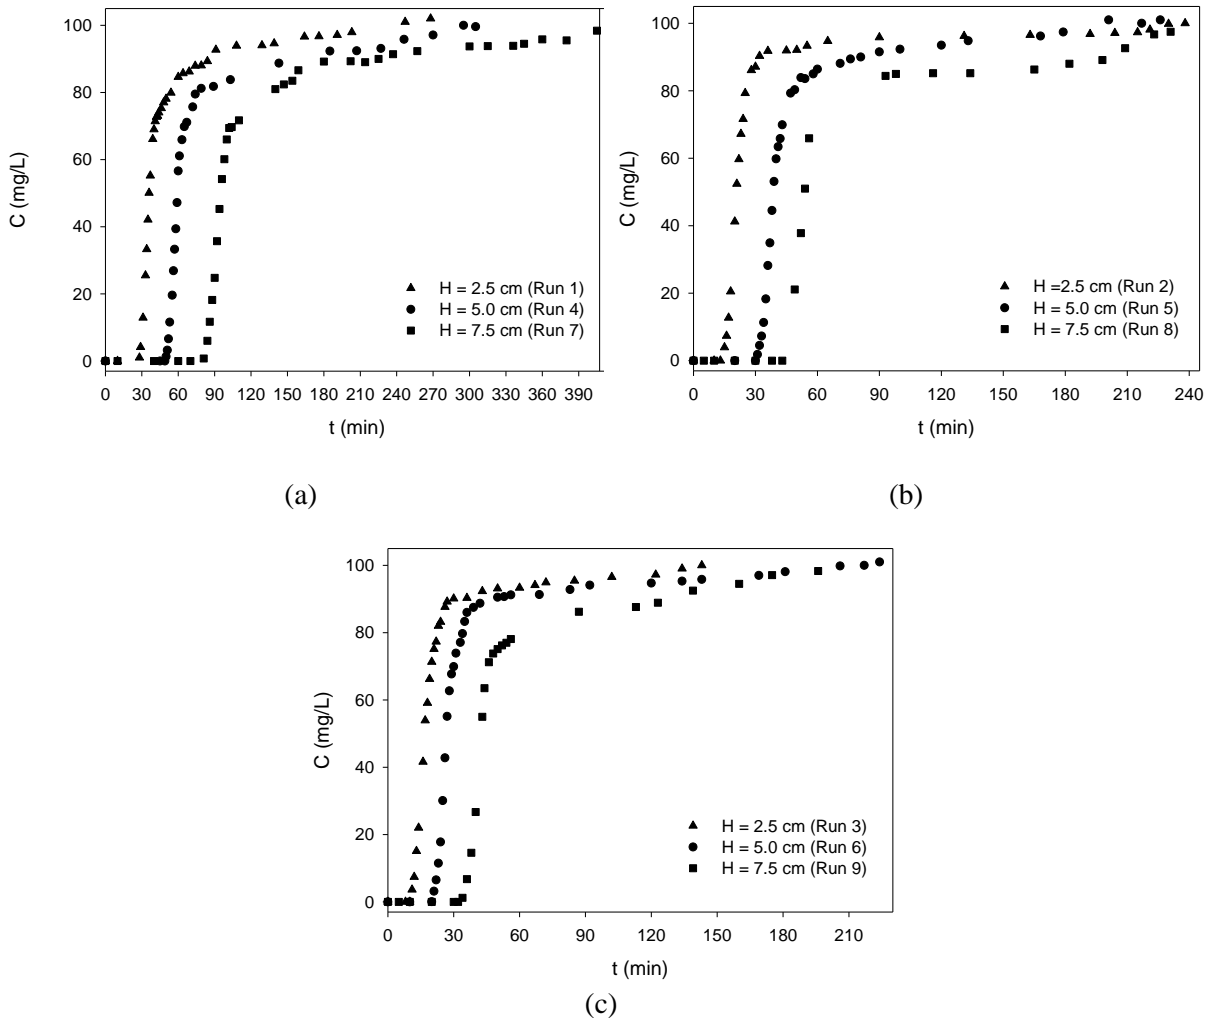 100
80
60
40
20
0
C (mg/L)
H = 2.5 cm (Run 1)
H = 5.0 cm (Run 4)
H = 7.5 cm (Run 7)
0 30 60 90 120 150 180 210 240 270 300 330 360 390
t (min)
(a)
100
80
60
40
20
0
C (mg/L)
H =2.5 cm (Run 2)
H = 5.0 cm (Run 5)
H = 7.5 cm (Run 8)
0 30 60 90 120 150 180 210 240
t (min)
(b)
100
80
60
40
20
0
C (mg/L)
H = 2.5 cm (Run 3)
H = 5.0 cm (Run 6)
H = 7.5 cm (Run 9)
0 30 60 90 120 150 180 210
t (min)
(c)